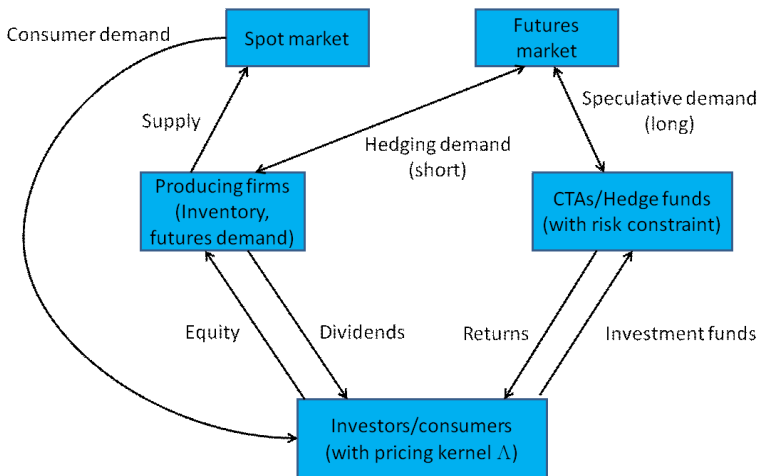 Consumer demand
Spot market
Futures
market
Supply
Hedging demand
(short)
Speculative demand
(long)
Producing firms
(Inventory,
futures demand)
CTAs/Hedge funds
(with risk constraint)
Equity
Dividends
Returns
Investment funds
Investors/consumers
(with pricing kernel Λ)